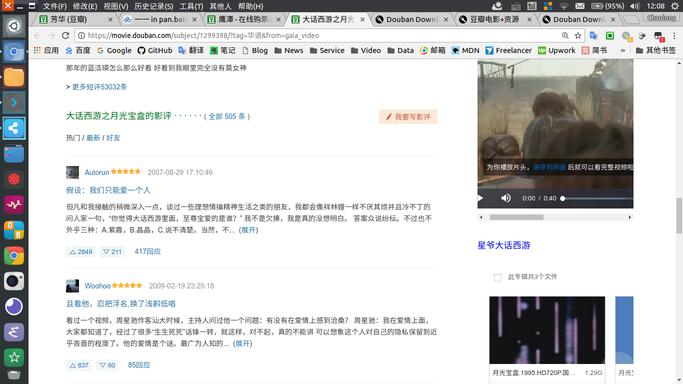 文件(F) 编辑(E) 查看(V) 历史记录(S) 书签(B) 工具(T) 其他人 帮助(H)
(95%) 12:08
芳华 (豆瓣) —— in pan.bai 鹰潭 - 在线购票 大话西游之月光 Douban Down 豆瓣电影+资源 Douban Down
https://movie.douban.com/subject/1299398/?tag=华语&from=gaia_video
应用 百度 Google Blogs Support Service Video Data 邮箱 MDN Freelancer Upwork 简书 » 其他书签
那年的蓝洁瑛怎么那么好看 好看到我眼里完全没有莫女神
> 更多短评53032条
大话西游之月光宝盒的影评 · · · · · · ( 全部 505 条 )
我要写影评
热门 / 最新 / 好友
Autorun 2007-08-29 17:10:46
假设：我们只能爱一个人
但凡和我接触的稍微深入一点，谈过一些理想情操精神生活之类的朋友，我都会像祥林嫂一样不厌其烦并且冷不丁的
问人家一句，“你觉得大话西游里面，至尊宝爱的是谁？” 我不是欠揍，我是真的没想明白。 答案众说纷纭。不过也不
外乎三种：A.紫霞，B.晶晶，C.说不清楚。当然，不... (展开)
2849 211 417回应
Woohoo 2009-02-19 23:25:18
且看他，忍把浮名,换了浅斟低唱
看过一个视频，周星驰作客汕大时候，主持人问过他一个问题：有没有在爱情上感到沧桑？ 周星驰：我在爱情上面，
大家都知道了，经过了很多“生生死死”话锋一转，就这样，对不起，真的不能讲 可以想象这个人对自己的隐私保留到近
乎吝音的程度了。他的爱情是个谜。最广为人知的... (展开)
837 60 85回应
为你播放片头，保存到网盘 后就可以看完整视频啦
0:00 / 0:40
星爷大话西游
此专辑共3个文件
月光宝盒.1995.HD720P.国... 1.29G
月光